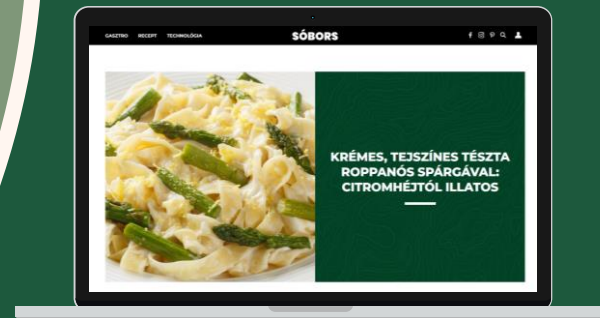 GASZTRO RECEPT TECHNOLÓGIA SÓBORS
KRÉMES, TEJSZÍNES TÉSZTA
ROPPANÓS SPÁRGÁVAL:
CITROMHÉJTÓL ILLATOS